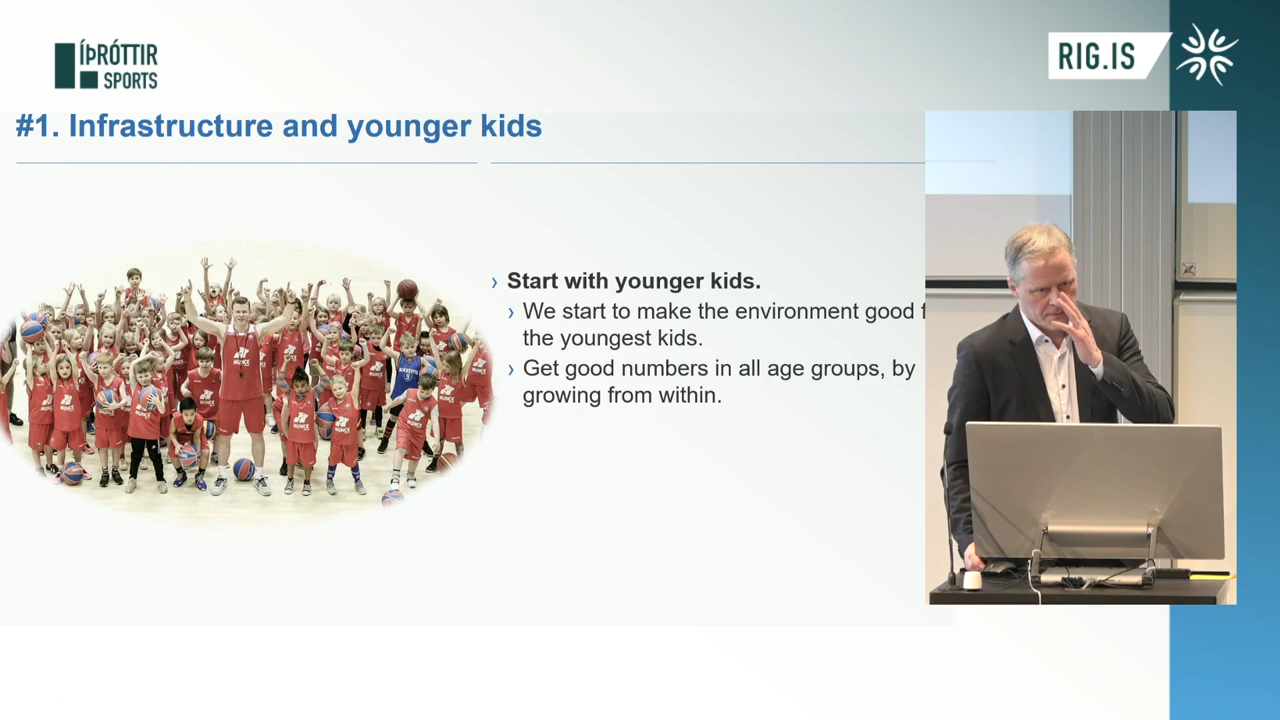 ÍÞRÓTTIR
SPORTS
RIG.IS
#1. Infrastructure and younger kids
› Start with younger kids.
› We start to make the environment good f
the youngest kids.
› Get good numbers in all age groups, by
growing from within.